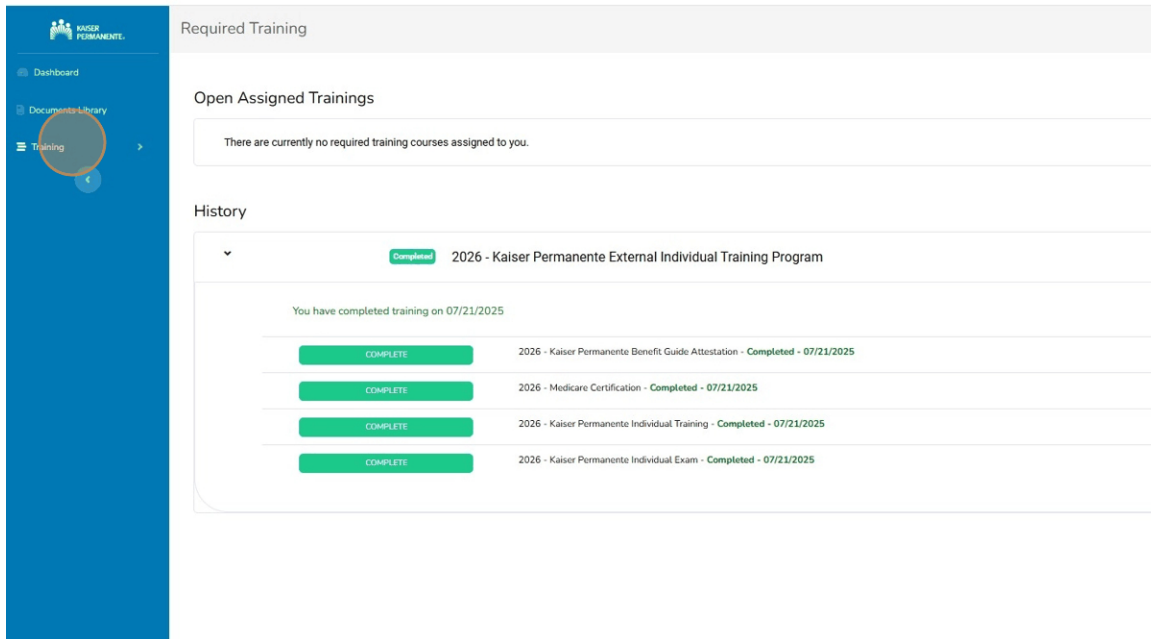 KAISER
PERMANENTE.
Required Training
Dashboard
Documents Library
Training
Open Assigned Trainings
There are currently no required training courses assigned to you.
History
Completed 2026 - Kaiser Permanente External Individual Training Program
You have completed training on 07/21/2025
COMPLETE 2026 - Kaiser Permanente Benefit Guide Attestation - Completed - 07/21/2025
COMPLETE 2026 - Medicare Certification - Completed - 07/21/2025
COMPLETE 2026 - Kaiser Permanente Individual Training - Completed - 07/21/2025
COMPLETE 2026 - Kaiser Permanente Individual Exam - Completed - 07/21/2025